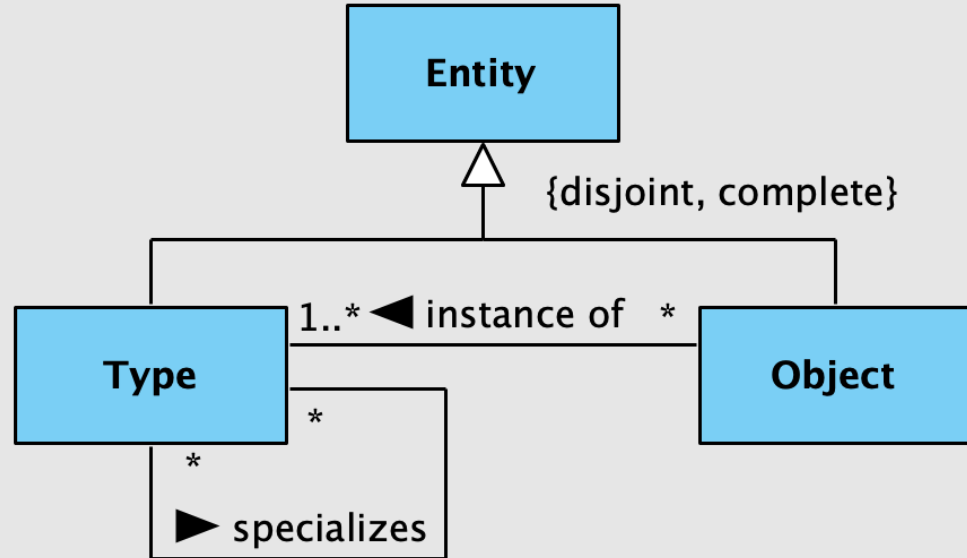 Entity
{disjoint, complete}
1..* ◀ instance of *
Type
Object
*
*
▶ specializes